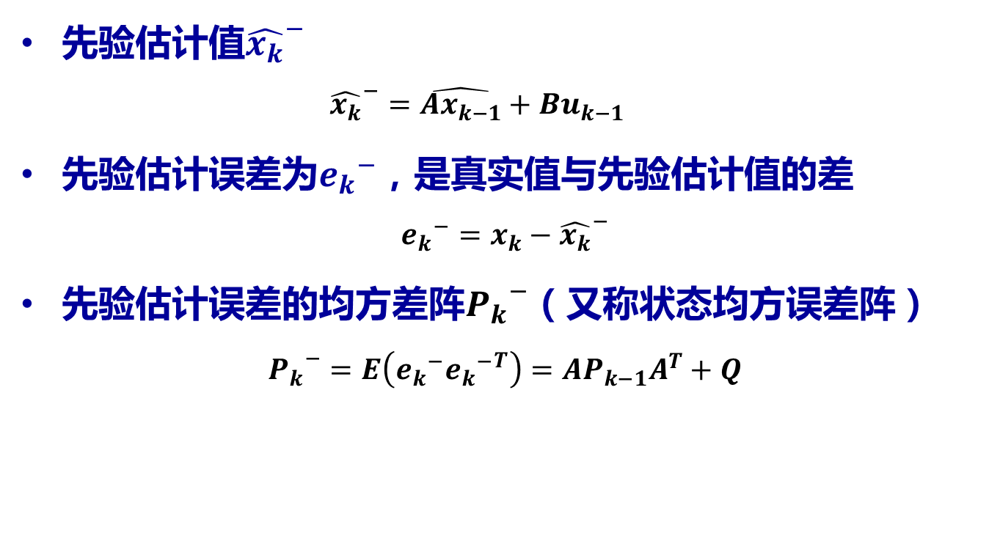 • 先验估计值$\widehat{x_k}^-$
$\widehat{x_k}^- = A\widehat{x_{k-1}} + Bu_{k-1}$
• 先验估计误差为$e_k^-$，是真实值与先验估计值的差
$e_k^- = x_k - \widehat{x_k}^-$
• 先验估计误差的均方差阵$P_k^-$（又称状态均方误差阵）
$P_k^- = E(e_k^- e_k^{-T}) = AP_{k-1}A^T + Q$